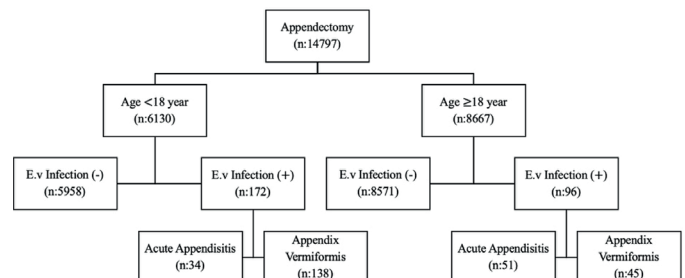 Appendectomy
(n:14797)
Age <18 year
(n:6130)
Age ≥18 year
(n:8667)
E.v Infection (-)
(n:5958)
E.v Infection (+)
(n:172)
E.v Infection (-)
(n:8571)
E.v Infection (+)
(n:96)
Acute Appendisitis
(n:34)
Appendix
Vermiformis
(n:138)
Acute Appendisitis
(n:51)
Appendix
Vermiformis
(n:45)